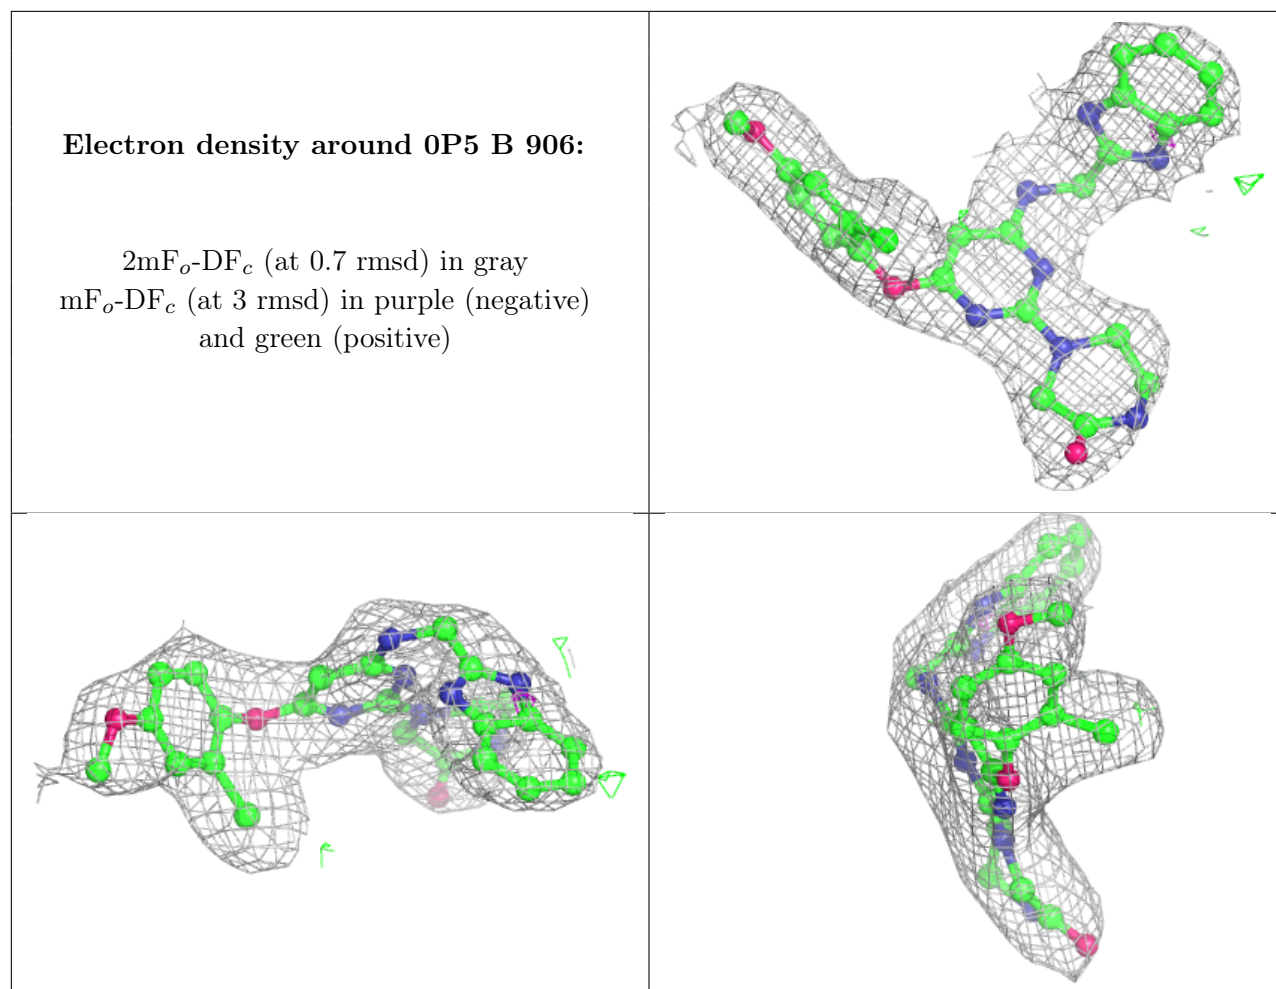 Electron density around 0P5 B 906:
2mFo-DFc (at 0.7 rmsd) in gray
mFo-DFc (at 3 rmsd) in purple (negative)
and green (positive)